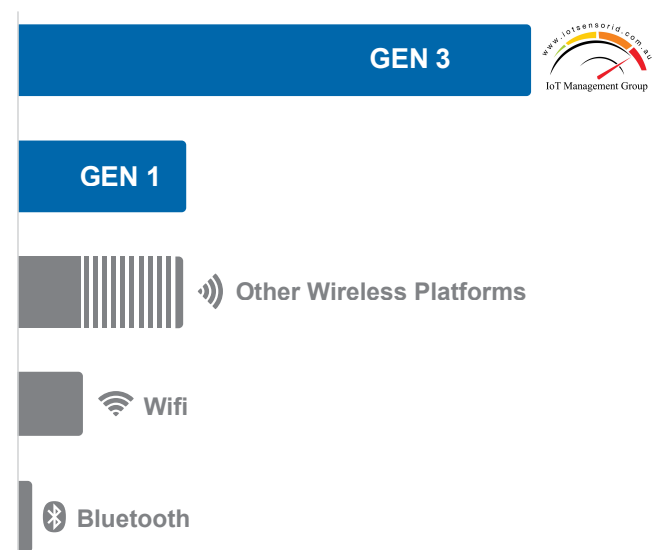 GEN 3
www.iotsensorid.com.au
IoT Management Group
GEN 1
Other Wireless Platforms
Wifi
Bluetooth